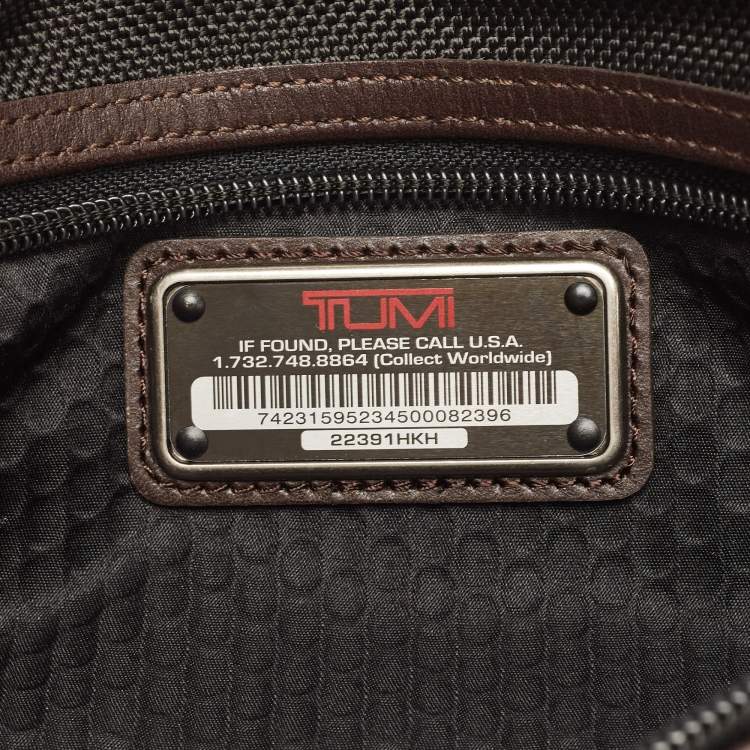 TUMI
IF FOUND, PLEASE CALL U.S.A.
1.732.748.8864 (Collect Worldwide)
74231595234500082396
22391HKH